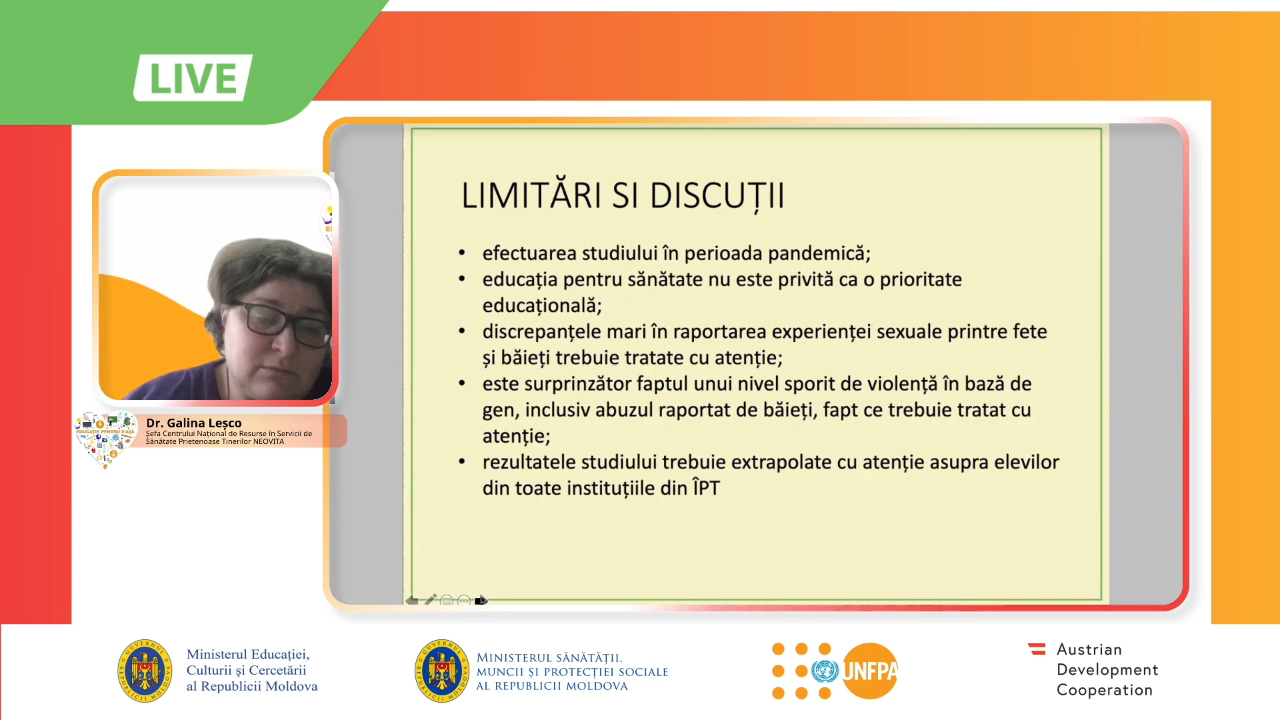 LIVE
LIMITĂRI SI DISCUȚII
• efectuarea studiului în perioada pandemică;
• educația pentru sănătate nu este privită ca o prioritate
educațională;
• discrepanțele mari în raportarea experienței sexuale printre fete
și băieți trebuie tratate cu atenție;
• este surprinzător faptul unui nivel sporit de violență în bază de
gen, inclusiv abuzul raportat de băieți, fapt ce trebuie tratat cu
atenție;
• rezultatele studiului trebuie extrapolate cu atenție asupra elevilor
din toate instituțiile din ÎPT
EDUCAȚIE PENTRU VIAȚĂ
Dr. Galina Leșco
Șefa Centrului Național de Resurse în Servicii de
Sănătate Prietenoase Tinerilor NEOVITA
Ministerul Educației,
Culturii și Cercetării
al Republicii Moldova
Ministerul Sănătății,
Muncii și Protecției Sociale
al Republicii Moldova
UNFPA
Austrian
Development
Cooperation